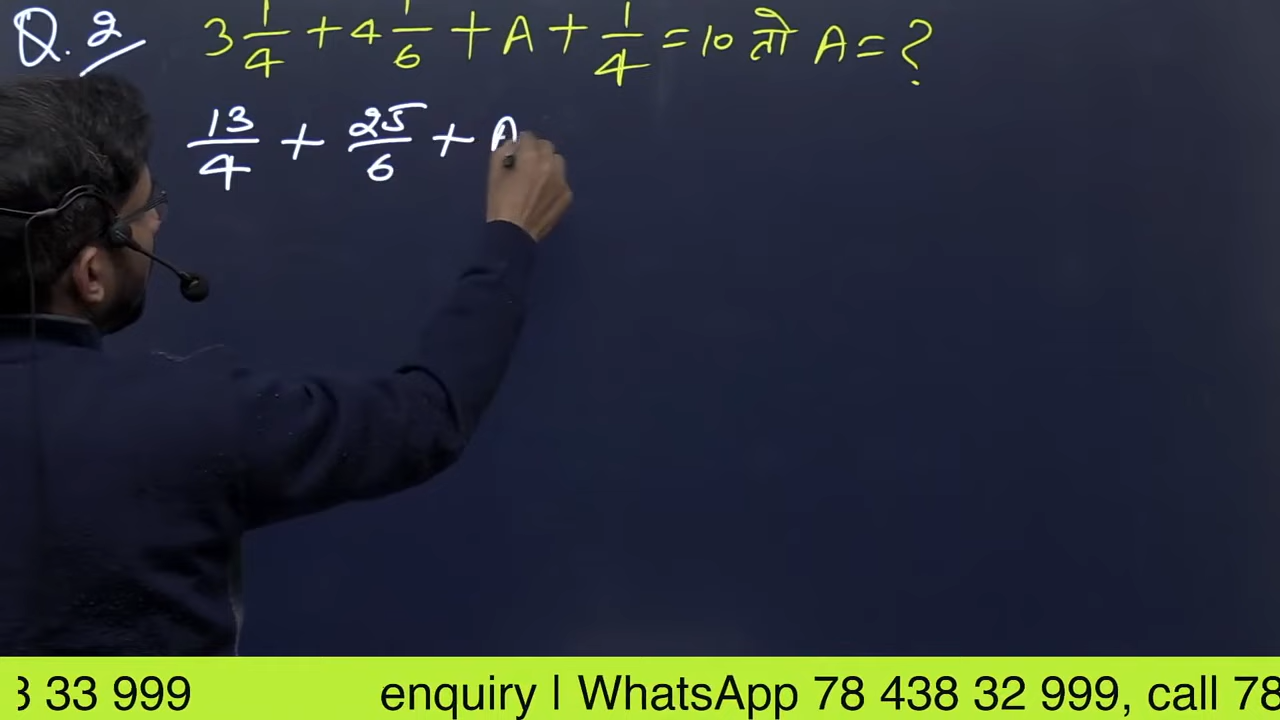 Q. 2 3 1/4 + 4 1/6 + A + 1/4 = 10 तो A = ?
13/4 + 25/6 + A
3 33 999 enquiry | WhatsApp 78 438 32 999, call 78